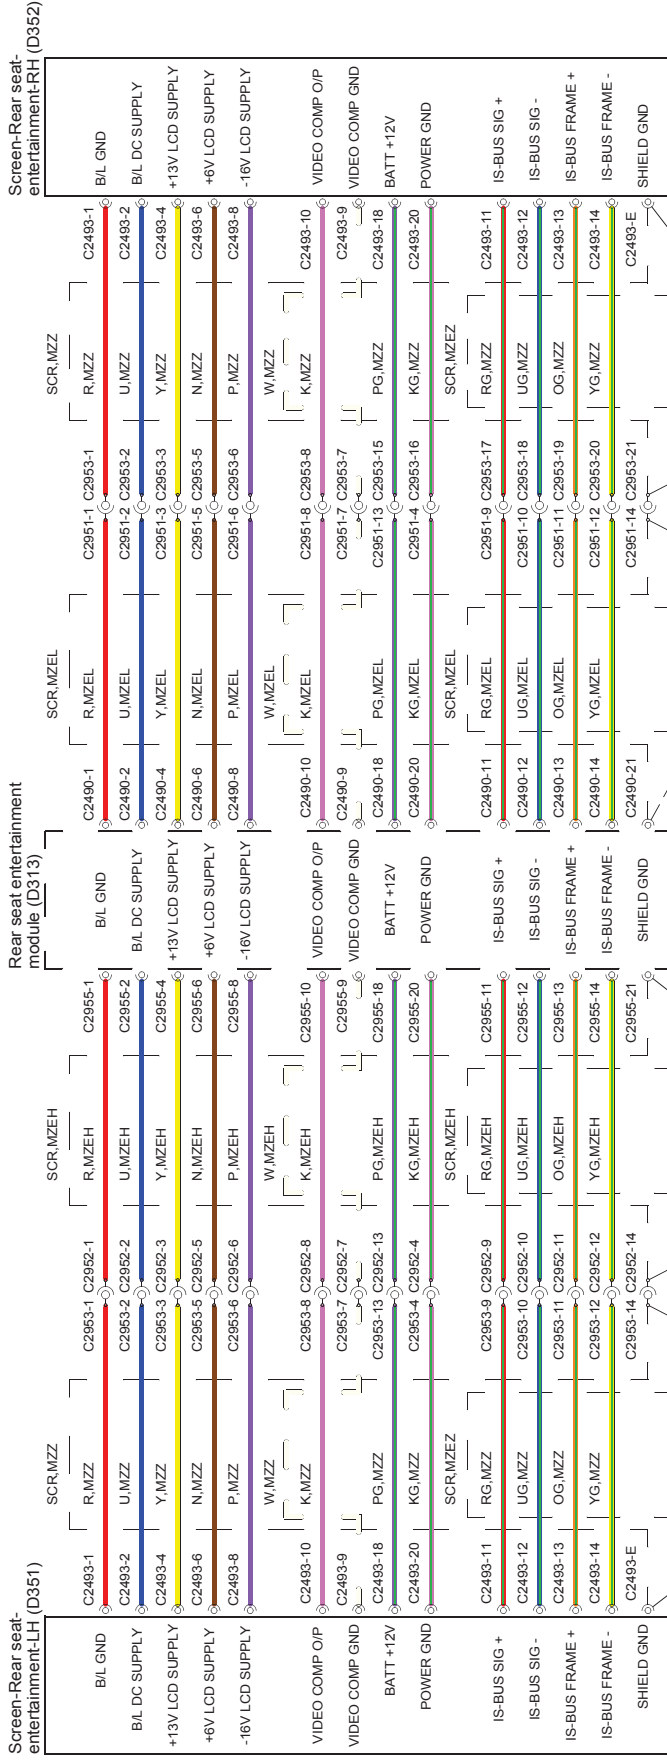 Screen-Rear seat-
entertainment-LH (D351)
Rear seat entertainment
module (D313)
Screen-Rear seat-
entertainment-RH (D352)
SCR,MZZ SCR,MZEH SCR,MZEL SCR,MZZ
B/L GND C2493-1 R,MZZ C2953-1 C2952-1 R,MZEH C2955-1 B/L GND C2490-1 R,MZEL C2951-1 C2953-1 R,MZZ C2493-1 B/L GND
B/L DC SUPPLY C2493-2 U,MZZ C2953-2 C2952-2 U,MZEH C2955-2 B/L DC SUPPLY C2490-2 U,MZEL C2951-2 C2953-2 U,MZZ C2493-2 B/L DC SUPPLY
+13V LCD SUPPLY C2493-4 Y,MZZ C2953-3 C2952-3 Y,MZEH C2955-4 +13V LCD SUPPLY C2490-4 Y,MZEL C2951-3 C2953-3 Y,MZZ C2493-4 +13V LCD SUPPLY
+6V LCD SUPPLY C2493-6 N,MZZ C2953-5 C2952-5 N,MZEH C2955-6 +6V LCD SUPPLY C2490-6 N,MZEL C2951-5 C2953-5 N,MZZ C2493-6 +6V LCD SUPPLY
-16V LCD SUPPLY C2493-8 P,MZZ C2953-6 C2952-6 P,MZEH C2955-8 -16V LCD SUPPLY C2490-8 P,MZEL C2951-6 C2953-6 P,MZZ C2493-8 -16V LCD SUPPLY
W,MZZ W,MZEH W,MZEL W,MZZ
VIDEO COMP O/P C2493-10 K,MZZ C2953-8 C2952-8 K,MZEH C2955-10 VIDEO COMP O/P C2490-10 K,MZEL C2951-8 C2953-8 K,MZZ C2493-10 VIDEO COMP O/P
VIDEO COMP GND C2493-9 C2953-7 C2952-7 C2955-9 VIDEO COMP GND C2490-9 C2951-7 C2953-7 C2493-9 VIDEO COMP GND
BATT +12V C2493-18 PG,MZZ C2953-13 C2952-13 PG,MZEH C2955-18 BATT +12V C2490-18 PG,MZEL C2951-13 C2953-15 PG,MZZ C2493-18 BATT +12V
POWER GND C2493-20 KG,MZZ C2953-4 C2952-4 KG,MZEH C2955-20 POWER GND C2490-20 KG,MZEL C2951-4 C2953-16 KG,MZZ C2493-20 POWER GND
SCR,MZEZ SCR,MZEH SCR,MZEL SCR,MZEZ
IS-BUS SIG + C2493-11 RG,MZZ C2953-9 C2952-9 RG,MZEH C2955-11 IS-BUS SIG + C2490-11 RG,MZEL C2951-9 C2953-17 RG,MZZ C2493-11 IS-BUS SIG +
IS-BUS SIG - C2493-12 UG,MZZ C2953-10 C2952-10 UG,MZEH C2955-12 IS-BUS SIG - C2490-12 UG,MZEL C2951-10 C2953-18 UG,MZZ C2493-12 IS-BUS SIG -
IS-BUS FRAME + C2493-13 OG,MZZ C2953-11 C2952-11 OG,MZEH C2955-13 IS-BUS FRAME + C2490-13 OG,MZEL C2951-11 C2953-19 OG,MZZ C2493-13 IS-BUS FRAME +
IS-BUS FRAME - C2493-14 YG,MZZ C2953-12 C2952-12 YG,MZEH C2955-14 IS-BUS FRAME - C2490-14 YG,MZEL C2951-12 C2953-20 YG,MZZ C2493-14 IS-BUS FRAME -
SHIELD GND C2493-E C2953-14 C2952-14 C2955-21 SHIELD GND C2490-21 C2951-14 C2953-21 C2493-E SHIELD GND